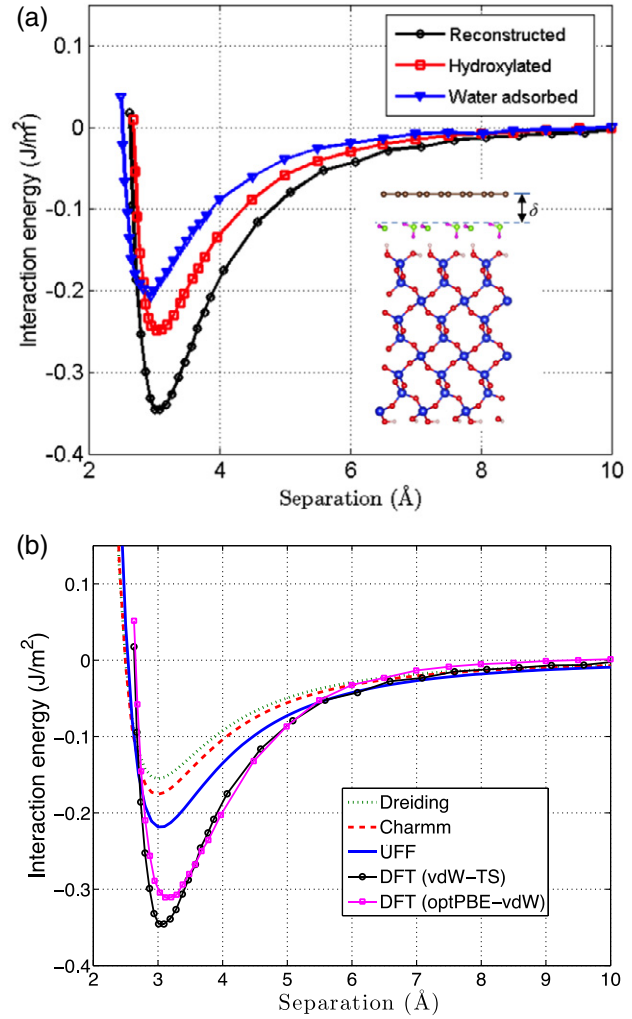 (a)
0.1
0
-0.1
-0.2
-0.3
-0.4
Interaction energy (J/m²)
Reconstructed
Hydroxylated
Water adsorbed
δ
2
4
6
8
10
Separation (Å)
(b)
0.1
0
−0.1
−0.2
−0.3
−0.4
Interaction energy (J/m²)
Dreiding
Charmm
UFF
DFT (vdW−TS)
DFT (optPBE−vdW)
2
3
4
5
6
7
8
9
10
Separation (Å)